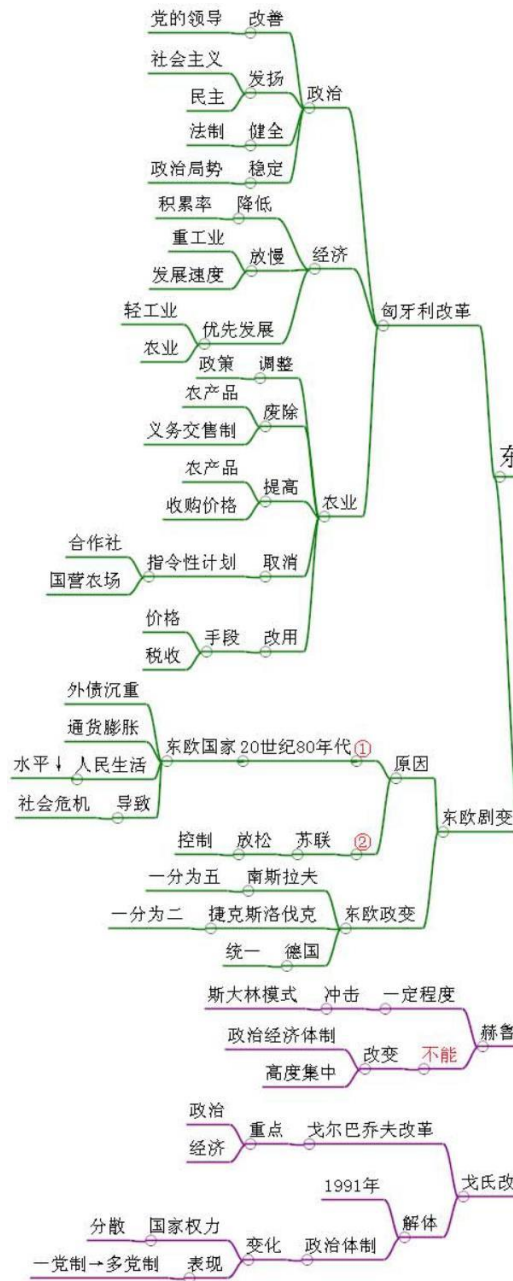 党的领导 改善
社会主义
发扬
民主
政治
法制 健全
政治局势 稳定
积累率 降低
重工业
放慢 经济
发展速度
轻工业
匈牙利改革
优先发展
农业
政策 调整
农产品
废除
义务交售制
东
农产品
提高
收购价格
农业
合作社
指令性计划 取消
国营农场
价格
手段 改用
税收
外债沉重
通货膨胀
东欧国家 20世纪80年代 ①
水平↓ 人民生活
原因
社会危机 导致
东欧剧变
控制 放松 苏联 ②
一分为五 南斯拉夫
一分为二 捷克斯洛伐克 东欧政变
统一 德国
斯大林模式 冲击 一定程度
政治经济体制
赫鲁
改变 不能
高度集中
政治
重点 戈尔巴乔夫改革
经济
1991年
戈氏改
分散 国家权力
解体
变化 政治体制
一党制→多党制 表现